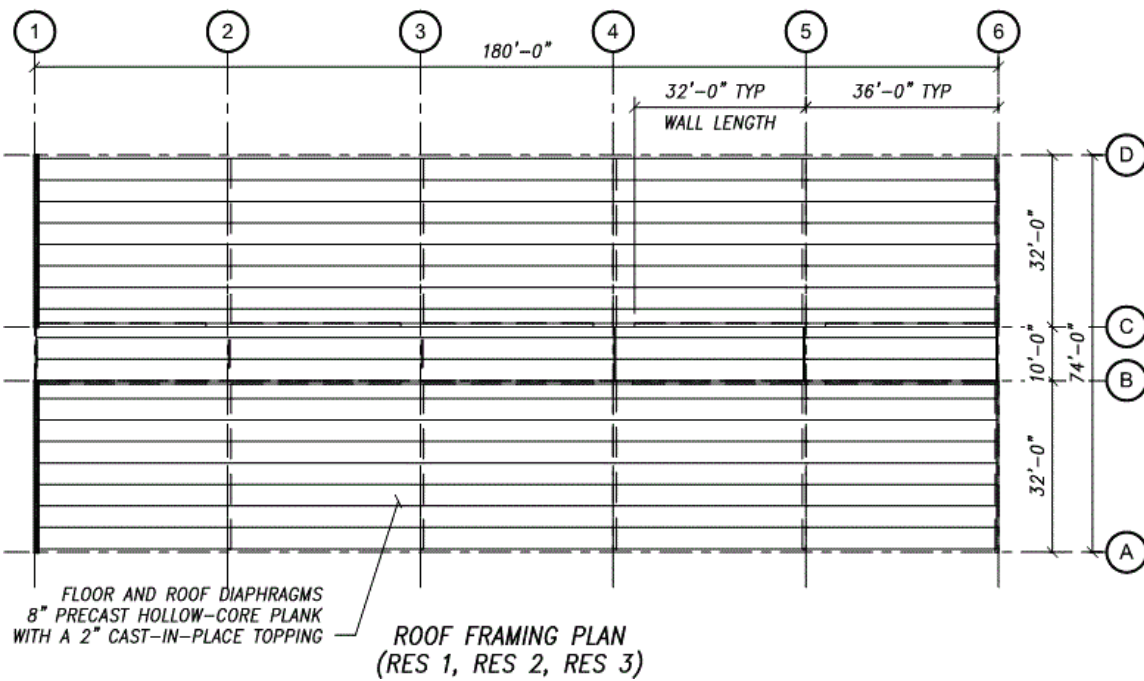 1 2 3 4 5 6
180'-0"
32'-0" TYP 36'-0" TYP
WALL LENGTH
D
32'-0"
C
10'-0"
74'-0"
B
32'-0"
A
FLOOR AND ROOF DIAPHRAGMS
8" PRECAST HOLLOW-CORE PLANK
WITH A 2" CAST-IN-PLACE TOPPING
ROOF FRAMING PLAN
(RES 1, RES 2, RES 3)